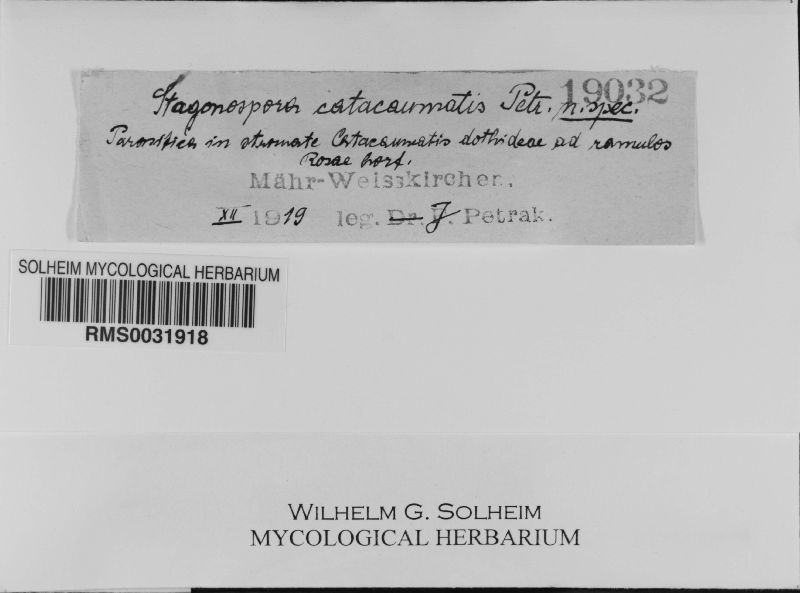 19032
Stagonospora catacaumatis Petr. n. spec.
Parasitica in stromate Catacaumatis dothideae ad ramulos
Rosae hort.
Mähr-Weisskirchen.
XII 1919 leg. Dr. F. J. Petrak.
SOLHEIM MYCOLOGICAL HERBARIUM
RMS0031918
WILHELM G. SOLHEIM
MYCOLOGICAL HERBARIUM